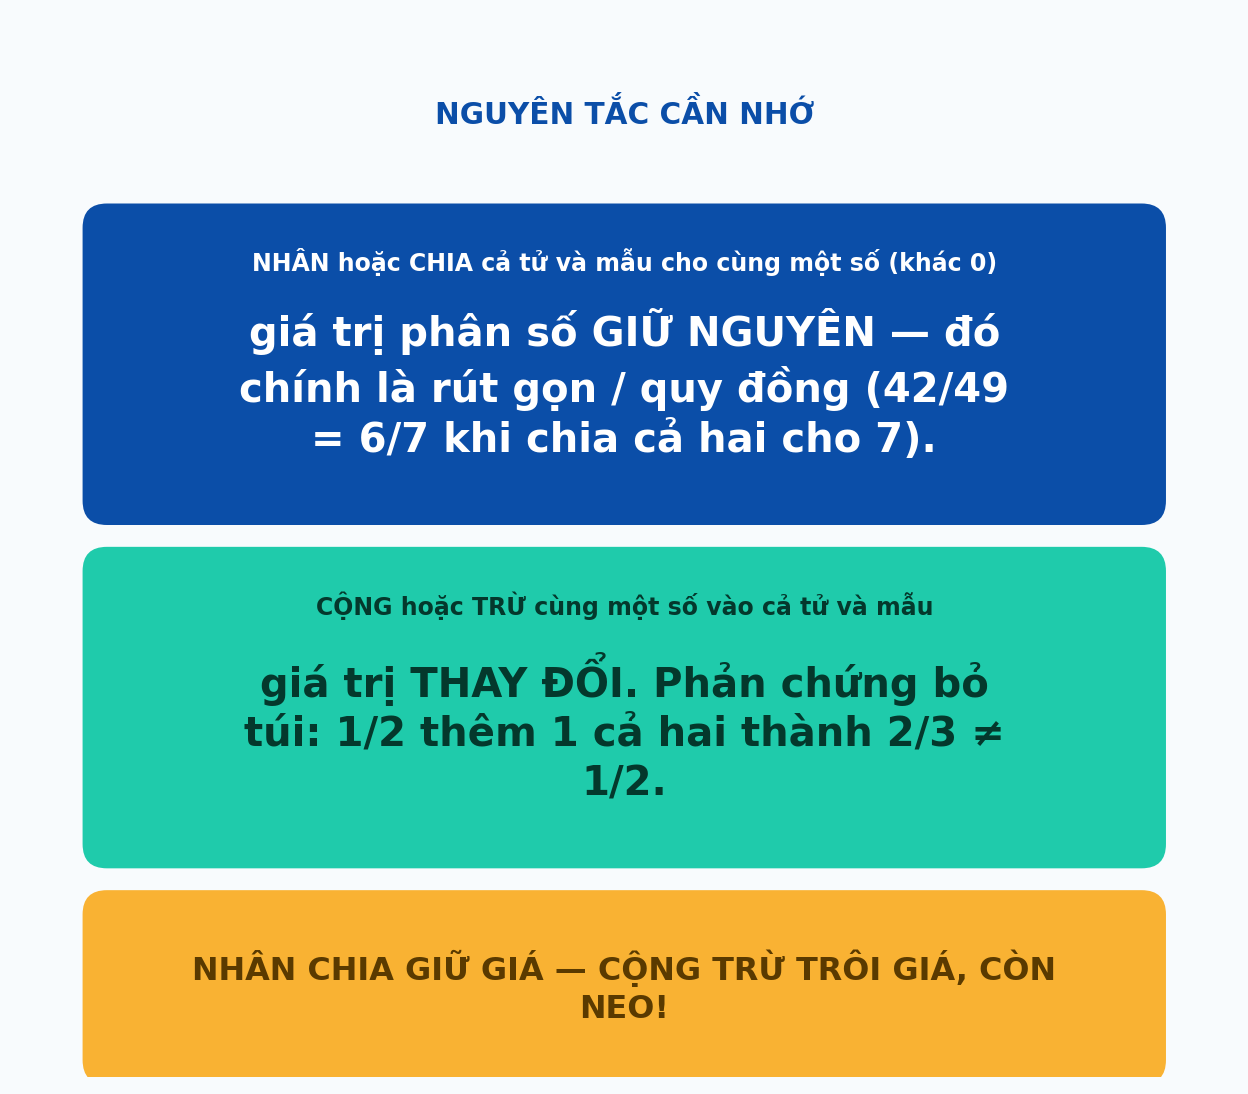 NGUYÊN TẮC CẦN NHỚ
NHÂN hoặc CHIA cả tử và mẫu cho cùng một số (khác 0)
giá trị phân số GIỮ NGUYÊN — đó
chính là rút gọn / quy đồng (42/49
= 6/7 khi chia cả hai cho 7).
CỘNG hoặc TRỪ cùng một số vào cả tử và mẫu
giá trị THAY ĐỔI. Phản chứng bỏ
túi: 1/2 thêm 1 cả hai thành 2/3 ≠
1/2.
NHÂN CHIA GIỮ GIÁ — CỘNG TRỪ TRÔI GIÁ, CÒN
NEO!